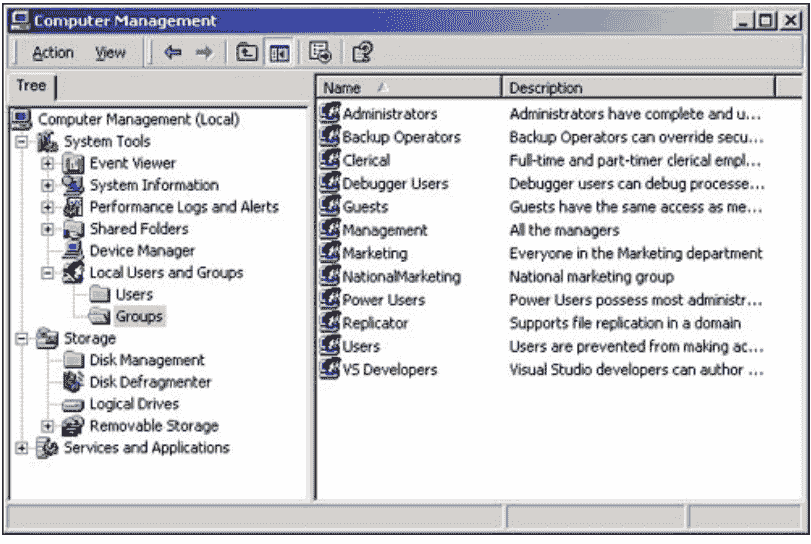 Computer Management
Action View
Tree
Computer Management (Local)
System Tools
Event Viewer
System Information
Performance Logs and Alerts
Shared Folders
Device Manager
Local Users and Groups
Users
Groups
Storage
Disk Management
Disk Defragmenter
Logical Drives
Removable Storage
Services and Applications
Name Description
Administrators Administrators have complete and u...
Backup Operators Backup Operators can override secu...
Clerical Full-time and part-timer clerical empl...
Debugger Users Debugger users can debug processe...
Guests Guests have the same access as me...
Management All the managers
Marketing Everyone in the Marketing department
NationalMarketing National marketing group
Power Users Power Users possess most administr...
Replicator Supports file replication in a domain
Users Users are prevented from making ac...
VS Developers Visual Studio developers can author ...